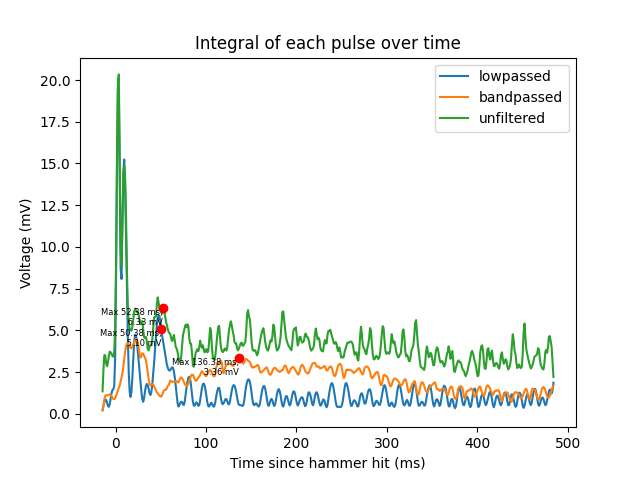 Integral of each pulse over time
lowpassed
bandpassed
unfiltered
Voltage (mV)
20.0
17.5
15.0
12.5
10.0
7.5
5.0
2.5
0.0
Max 52.38 ms,
6.33 mV
Max 50.38 ms,
5.10 mV
Max 136.38 ms,
3.36 mV
0
100
200
300
400
500
Time since hammer hit (ms)